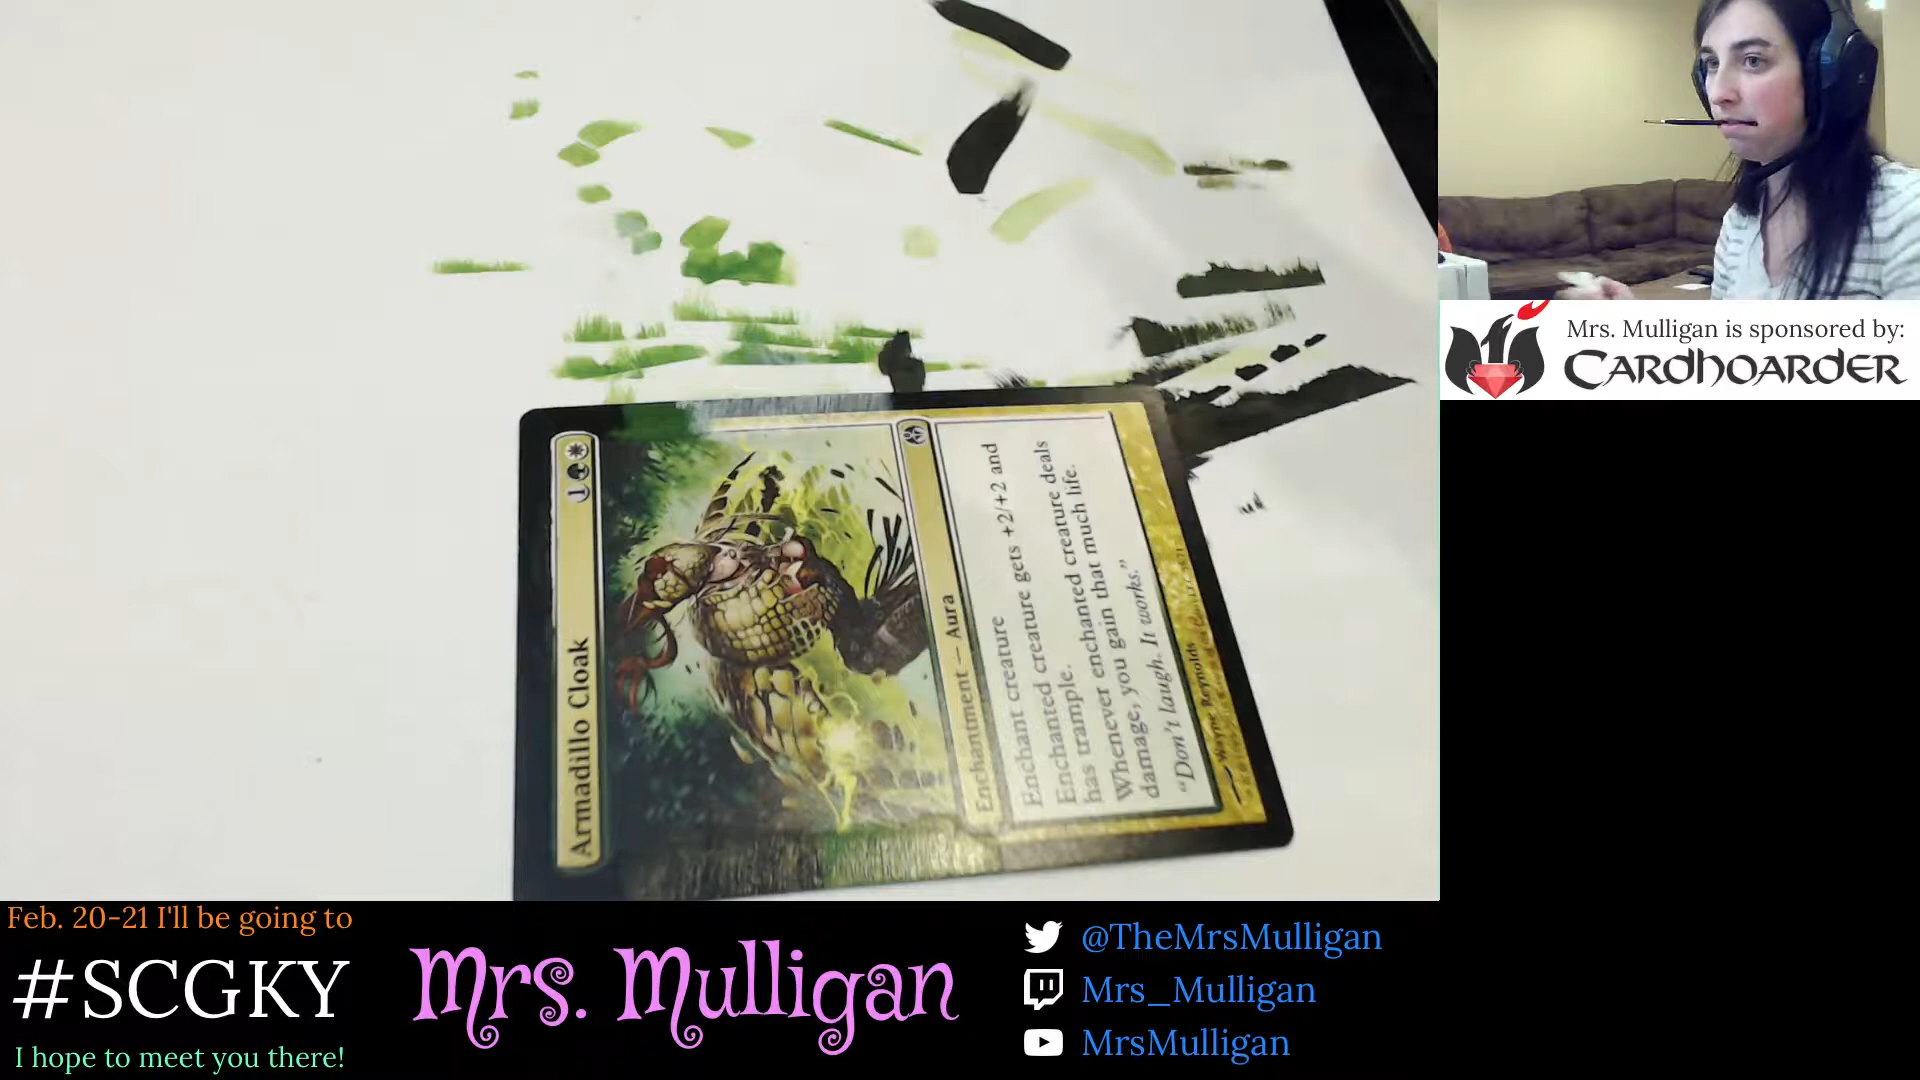 Armadillo Cloak
1
Enchantment — Aura
Enchant creature
Enchanted creature gets +2/+2 and
has trample.
Whenever enchanted creature deals
damage, you gain that much life.
"Don't laugh. It works."
Wayne Reynolds
Mrs. Mulligan is sponsored by:
CARDHOARDER
Feb. 20-21 I'll be going to
#SCGKY
I hope to meet you there!
Mrs. Mulligan
@TheMrsMulligan
Mrs_Mulligan
MrsMulligan